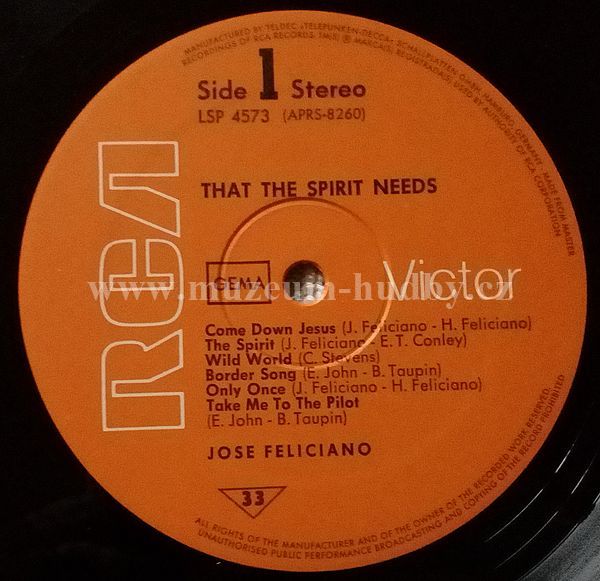 MANUFACTURED BY TELDEC »TELEFUNKEN-DECCA« SCHALLPLATTEN GMBH, HAMBURG, GERMANY, MADE FROM MASTER
RECORDINGS OF RCA RECORDS. TMK(S) ® MARCA(S) REGISTRADA(S) USED BY AUTHORITY OF RCA CORPORATION
Side 1 Stereo
LSP 4573 (APRS-8260)
THAT THE SPIRIT NEEDS
RCA
GEMA
Victor
www.muzeum-hudby.cz
Come Down Jesus (J. Feliciano - H. Feliciano)
The Spirit (J. Feliciano - E. T. Conley)
Wild World (C. Stevens)
Border Song (E. John - B. Taupin)
Only Once (J. Feliciano - H. Feliciano)
Take Me To The Pilot
(E. John - B. Taupin)
JOSE FELICIANO
33
ALL RIGHTS OF THE MANUFACTURER AND OF THE OWNER OF THE RECORDED WORK RESERVED.
UNAUTHORISED PUBLIC PERFORMANCE BROADCASTING AND COPYING OF THE RECORD PROHIBITED